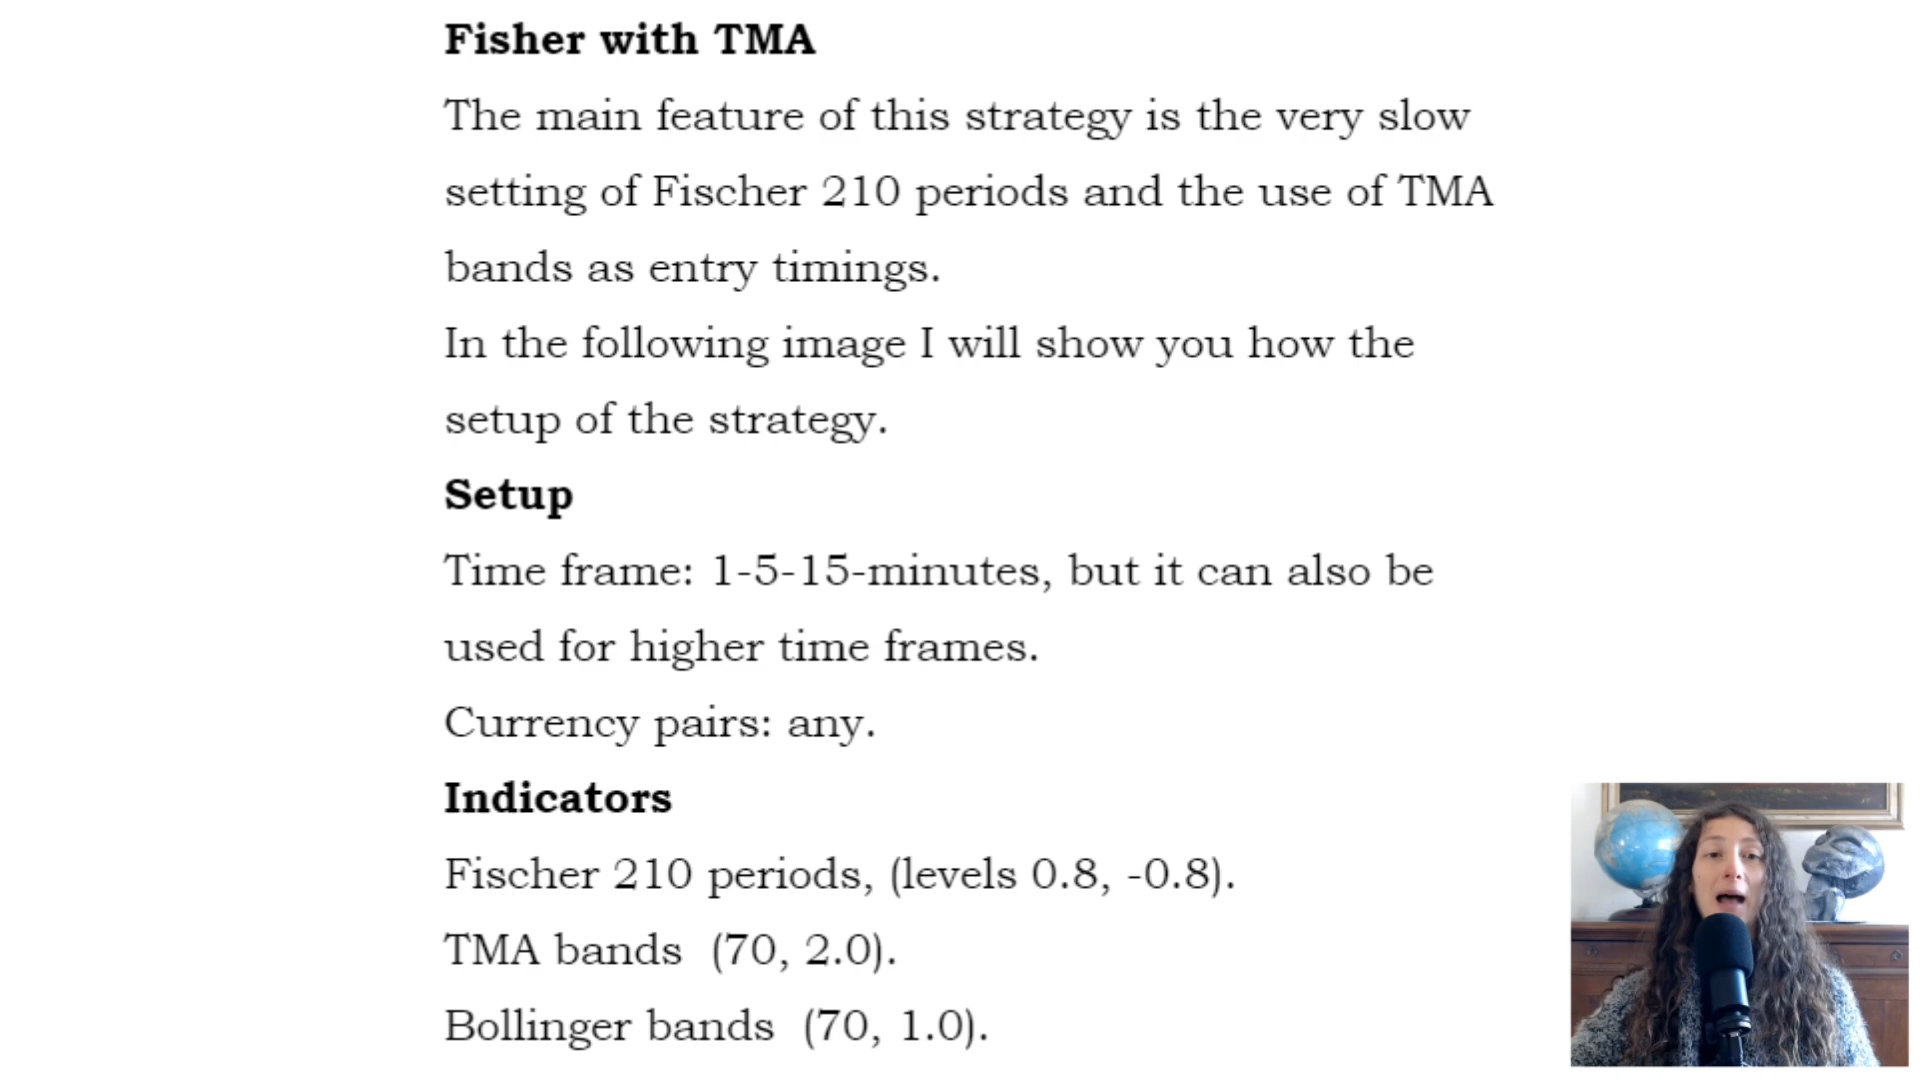 Fisher with TMA
The main feature of this strategy is the very slow
setting of Fischer 210 periods and the use of TMA
bands as entry timings.
In the following image I will show you how the
setup of the strategy.
Setup
Time frame: 1-5-15-minutes, but it can also be
used for higher time frames.
Currency pairs: any.
Indicators
Fischer 210 periods, (levels 0.8, -0.8).
TMA bands  (70, 2.0).
Bollinger bands  (70, 1.0).